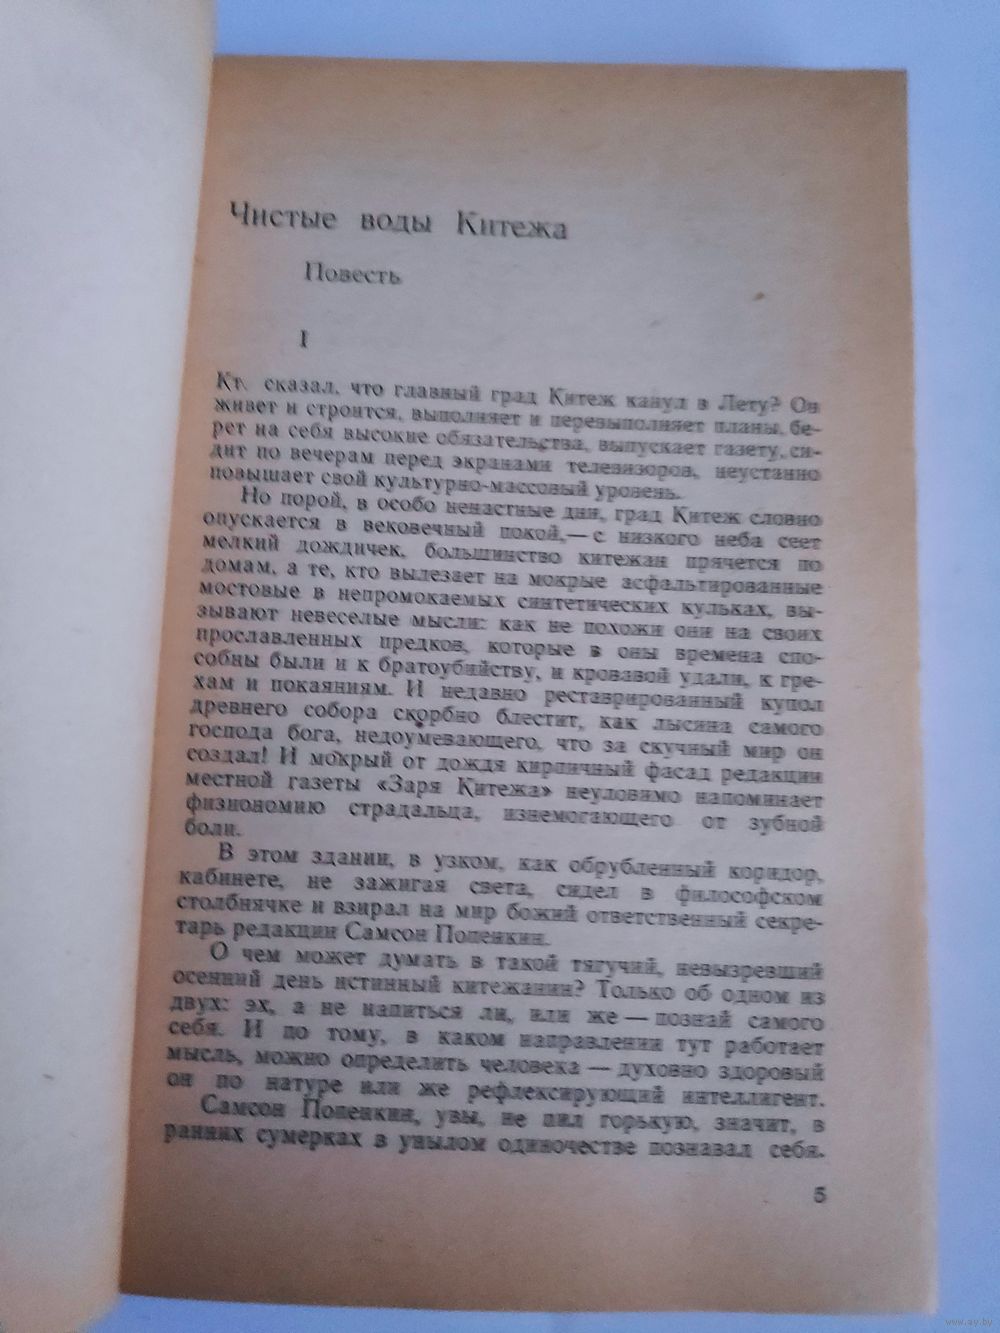 Чистые воды Китежа
Повесть
I
Кт. сказал, что главный град Китеж канул в Лету? Он
живет и строится, выполняет и перевыполняет планы, бе-
рет на себя высокие обязательства, выпускает газету, си-
дит по вечерам перед экранами телевизоров, неустанно
повышает свой культурно-массовый уровень.
Но порой, в особо ненастные дни, град Китеж словно
опускается в вековечный покой,— с низкого неба сеет
мелкий дождичек, большинство китежан прячется по
домам, а те, кто вылезает на мокрые асфальтированные
мостовые в непромокаемых синтетических кульках, вы-
зывают невеселые мысли: как не похожи они на своих
прославленных предков, которые в оны времена спо-
собны были и к братоубийству, и кровавой удали, к гре-
хам и покаяниям. И недавно реставрированный купол
древнего собора скорбно блестит, как лысина самого
господа бога, недоумевающего, что за скучный мир он
создал! И мокрый от дождя кирпичный фасад редакции
местной газеты «Заря Китежа» неуловимо напоминает
физиономию страдальца, изнемогающего от зубной
боли.
В этом здании, в узком, как обрубленный коридор,
кабинете, не зажигая света, сидел в философском
столбнячке и взирал на мир божий ответственный секре-
тарь редакции Самсон Попенкин.
О чем может думать в такой тягучий, невызревший
осенний день истинный китежанин? Только об одном из
двух: эх, а не напиться ли, или же — познай самого
себя. И по тому, в каком направлении тут работает
мысль, можно определить человека — духовно здоровый
он по натуре или же рефлексирующий интеллигент.
Самсон Попенкин, увы, не пил горькую, значит, в
ранних сумерках в унылом одиночестве познавал себя.
5
www.ay.by